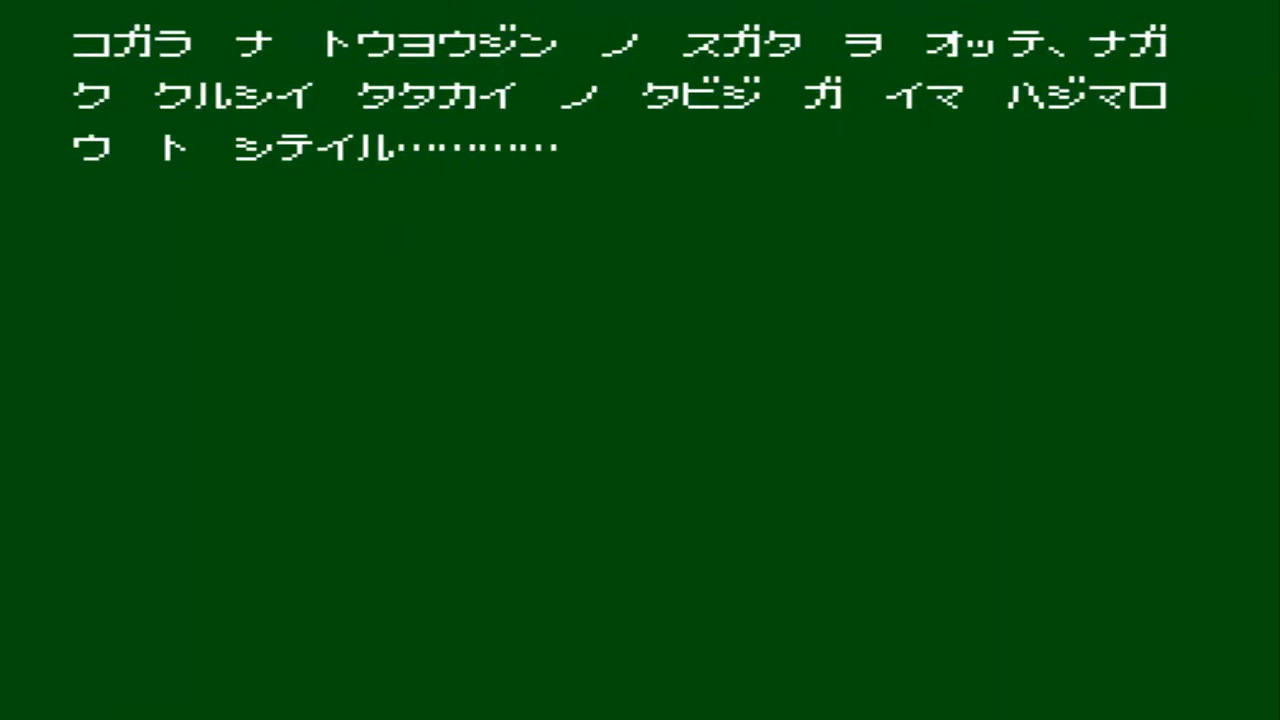 コガラ　ナ　トウヨウジン　ノ　スガタ　ヲ　オッテ、ナガ
ク　クルシイ　タタカイ　ノ　タビジ　ガ　イマ　ハジマロ
ウ　ト　シテイル…………